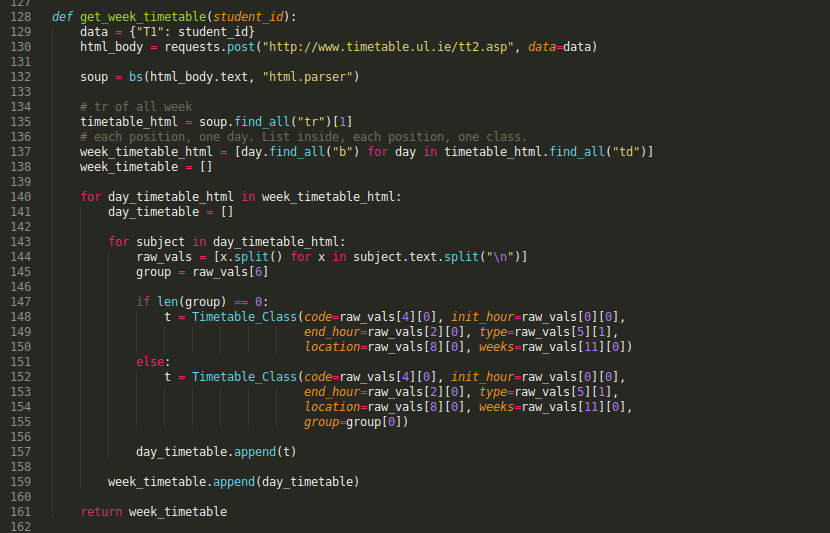 127
128 def get_week_timetable(student_id):
129     data = {"T1": student_id}
130     html_body = requests.post("http://www.timetable.ul.ie/tt2.asp", data=data)
131
132     soup = bs(html_body.text, "html.parser")
133
134     # tr of all week
135     timetable_html = soup.find_all("tr")[1]
136     # each position, one day. List inside, each position, one class.
137     week_timetable_html = [day.find_all("b") for day in timetable_html.find_all("td")]
138     week_timetable = []
139
140     for day_timetable_html in week_timetable_html:
141         day_timetable = []
142
143         for subject in day_timetable_html:
144             raw_vals = [x.split() for x in subject.text.split("\n")]
145             group = raw_vals[6]
146
147             if len(group) == 0:
148                 t = Timetable_Class(code=raw_vals[4][0], init_hour=raw_vals[0][0],
149                                     end_hour=raw_vals[2][0], type=raw_vals[5][1],
150                                     location=raw_vals[8][0], weeks=raw_vals[11][0])
151             else:
152                 t = Timetable_Class(code=raw_vals[4][0], init_hour=raw_vals[0][0],
153                                     end_hour=raw_vals[2][0], type=raw_vals[5][1],
154                                     location=raw_vals[8][0], weeks=raw_vals[11][0],
155                                     group=group[0])
156
157             day_timetable.append(t)
158
159         week_timetable.append(day_timetable)
160
161     return week_timetable
162